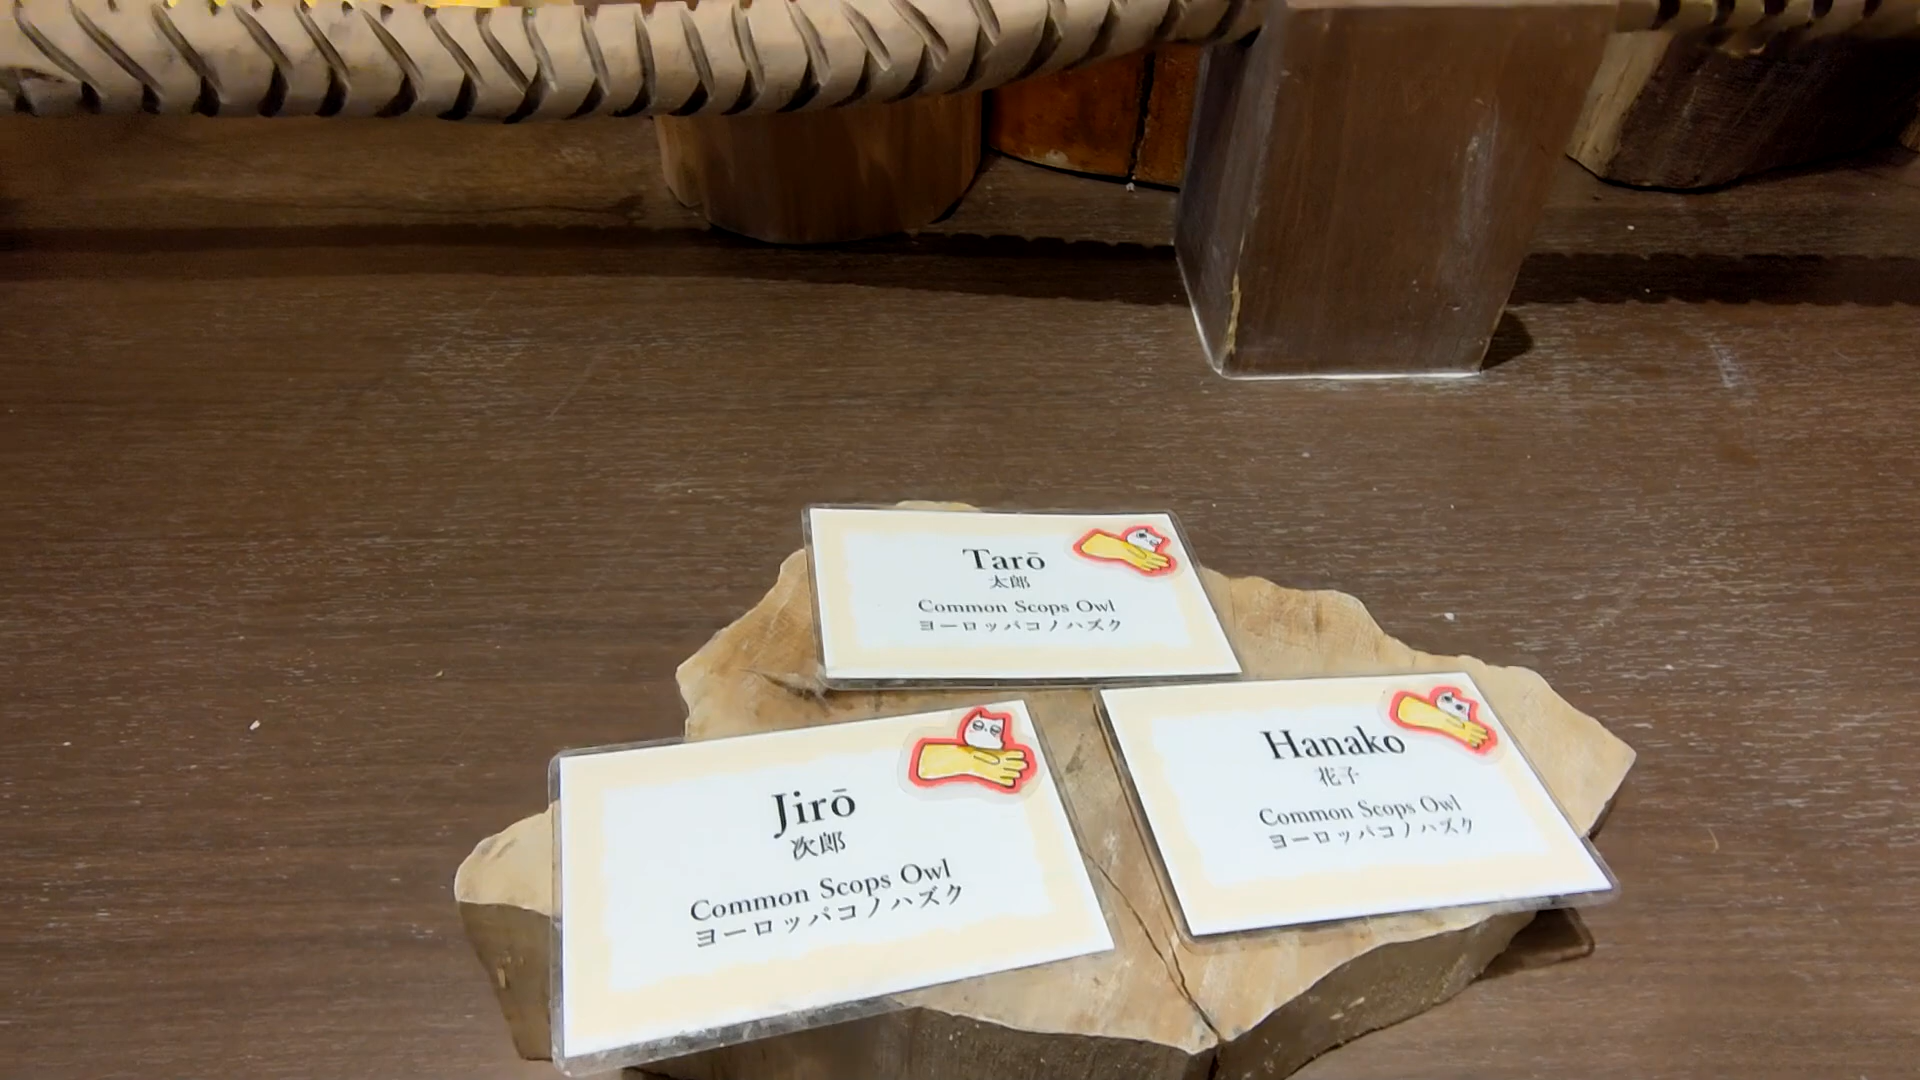 Tarō
太郎
Common Scops Owl
ヨーロッパコノハズク
Jirō
次郎
Common Scops Owl
ヨーロッパコノハズク
Hanako
花子
Common Scops Owl
ヨーロッパコノハズク